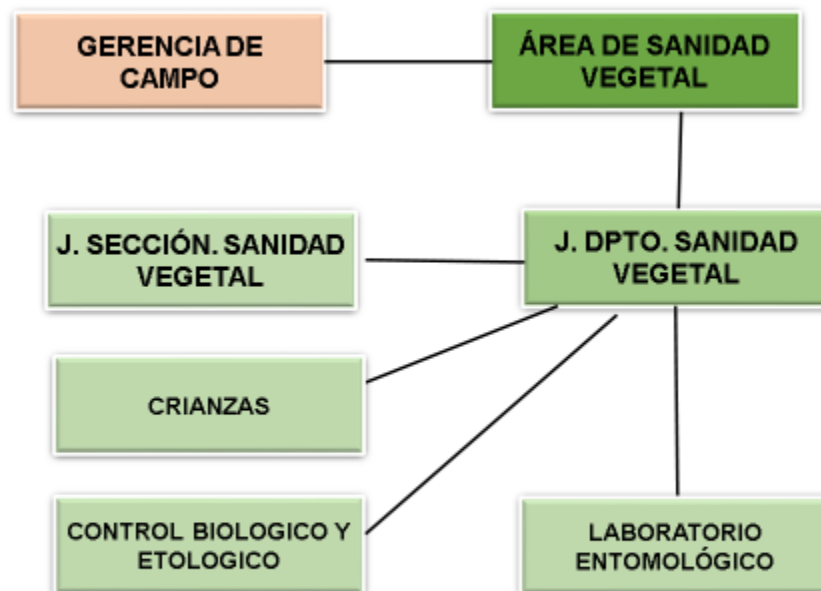 GERENCIA DE
CAMPO
ÁREA DE SANIDAD
VEGETAL
J. SECCIÓN. SANIDAD
VEGETAL
J. DPTO. SANIDAD
VEGETAL
CRIANZAS
CONTROL BIOLOGICO Y
ETOLOGICO
LABORATORIO
ENTOMOLÓGICO